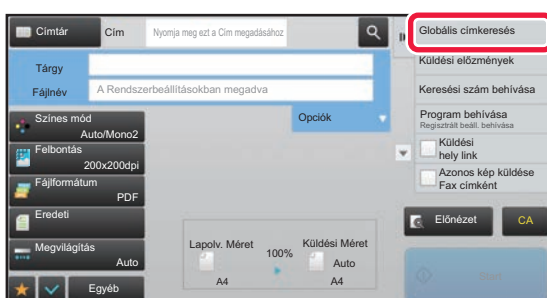 Címtár
Cím
Nyomja meg ezt a Cím megadásához
Tárgy
Fájlnév
A Rendszerbeállításokban megadva
Színes mód
Auto/Mono2
Felbontás
200x200dpi
Fájlformátum
PDF
Eredeti
Megvilágítás
Auto
Egyéb
Opciók
Lapolv. Méret
A4
100%
Küldési Méret
Auto
A4
Globális címkeresés
Küldési előzmények
Keresési szám behívása
Program behívása
Regisztrált beáll. behívása
Küldési
hely link
Azonos kép küldése
Fax címként
Előnézet
CA
Start